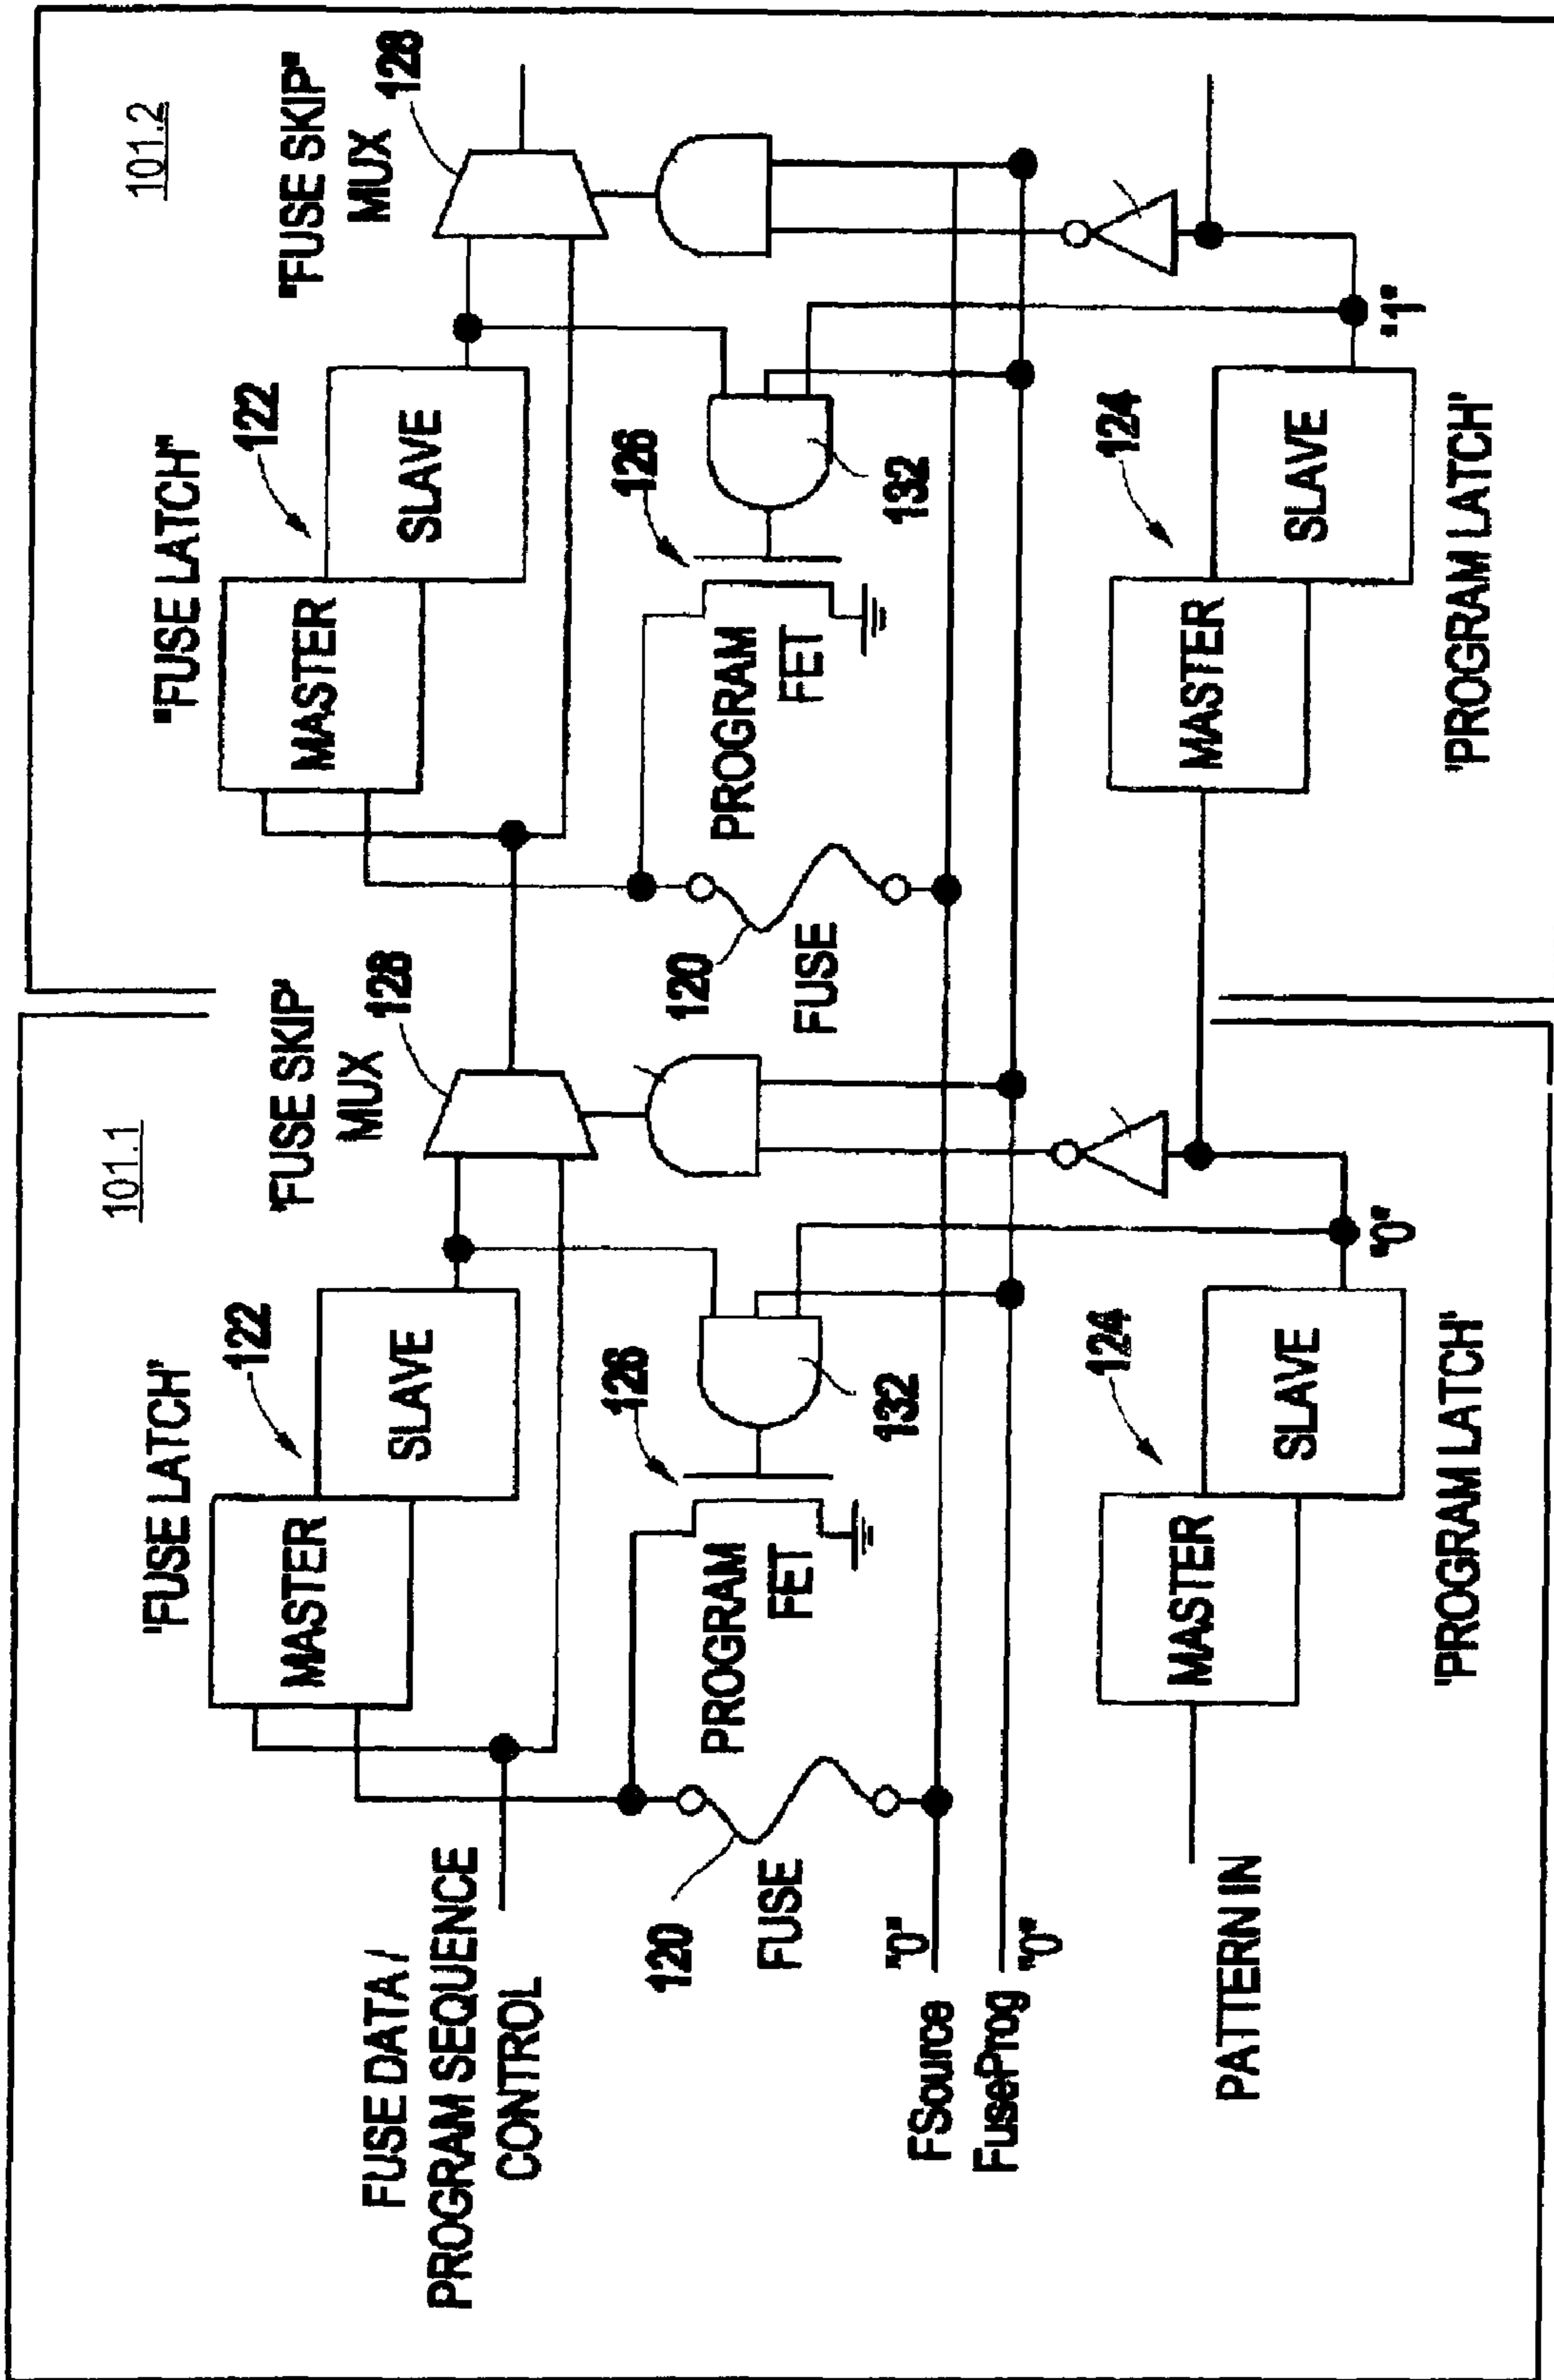 101.1
'FUSE LATCH'
122
MASTER
SLAVE
'FUSE SKIP'
MUX
128
FUSE DATA /
PROGRAM SEQUENCE
CONTROL
120
FUSE
PROGRAM
FET
126
132
FSource "0"
FuseProg "0"
PATTERN IN
MASTER
SLAVE
124
"0"
'PROGRAM LATCH'
101.2
"FUSE LATCH"
122
MASTER
SLAVE
"FUSE SKIP"
MUX
128
120
FUSE
PROGRAM
FET
126
132
MASTER
SLAVE
124
"1"
'PROGRAM LATCH'